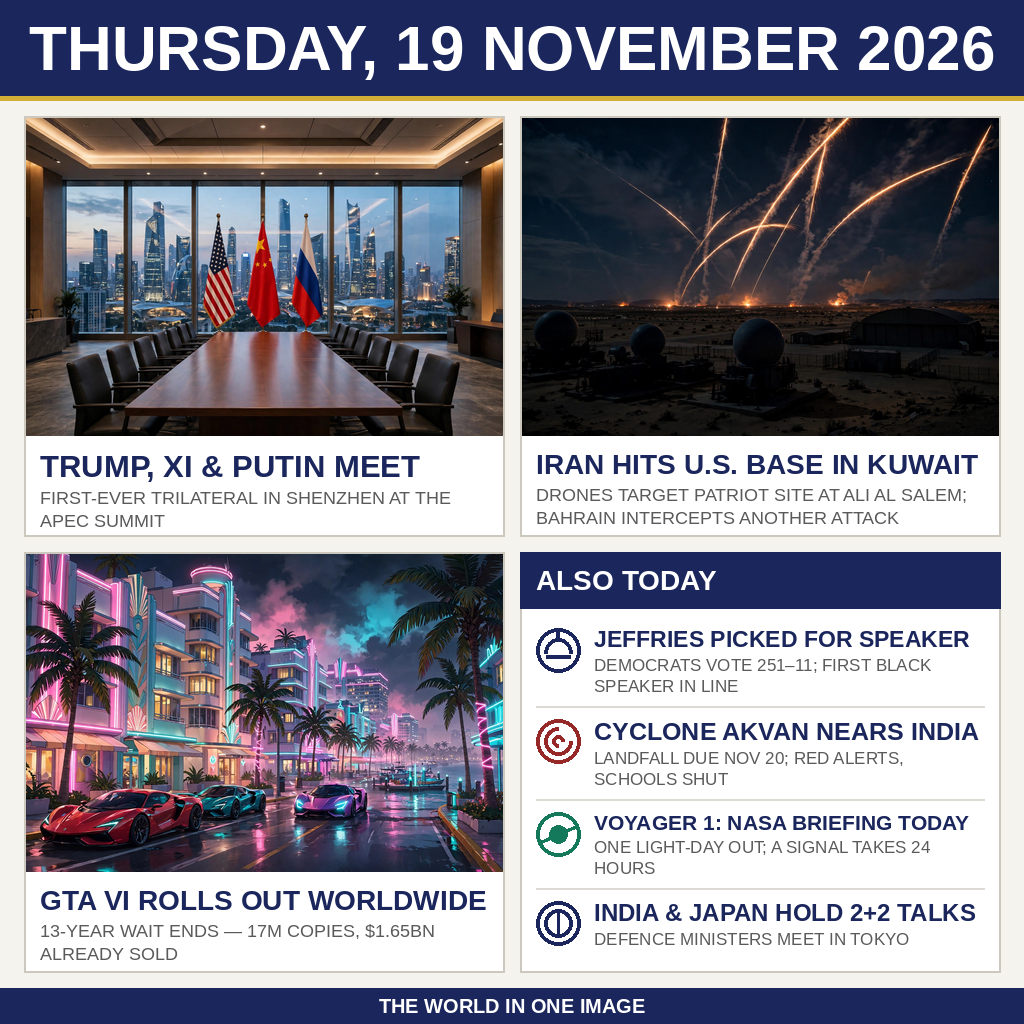 THURSDAY, 19 NOVEMBER 2026
TRUMP, XI & PUTIN MEET
FIRST-EVER TRILATERAL IN SHENZHEN AT THE
APEC SUMMIT
IRAN HITS U.S. BASE IN KUWAIT
DRONES TARGET PATRIOT SITE AT ALI AL SALEM;
BAHRAIN INTERCEPTS ANOTHER ATTACK
GTA VI ROLLS OUT WORLDWIDE
13-YEAR WAIT ENDS — 17M COPIES, $1.65BN
ALREADY SOLD
ALSO TODAY
JEFFRIES PICKED FOR SPEAKER
DEMOCRATS VOTE 251–11; FIRST BLACK
SPEAKER IN LINE
CYCLONE AKVAN NEARS INDIA
LANDFALL DUE NOV 20; RED ALERTS,
SCHOOLS SHUT
VOYAGER 1: NASA BRIEFING TODAY
ONE LIGHT-DAY OUT; A SIGNAL TAKES 24
HOURS
INDIA & JAPAN HOLD 2+2 TALKS
DEFENCE MINISTERS MEET IN TOKYO
THE WORLD IN ONE IMAGE